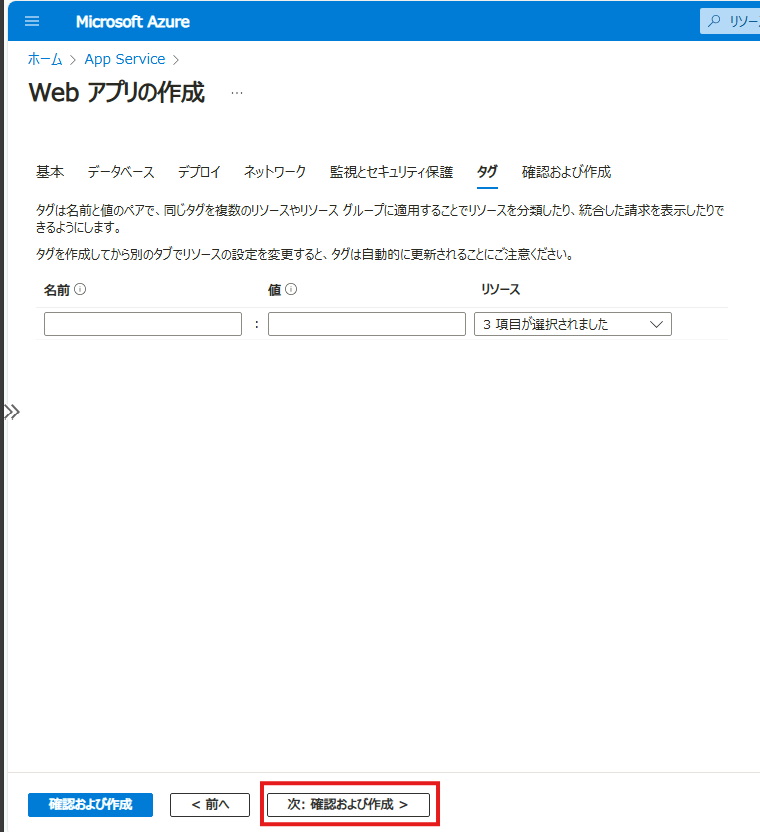 Microsoft Azure
リソー
ホーム > App Service >
Web アプリの作成 …
基本 データベース デプロイ ネットワーク 監視とセキュリティ保護 タグ 確認および作成
タグは名前と値のペアで、同じタグを複数のリソースやリソース グループに適用することでリソースを分類したり、統合した請求を表示したりで
きるようにします。
タグを作成してから別のタブでリソースの設定を変更すると、タグは自動的に更新されることにご注意ください。
名前 値 リソース
: 3 項目が選択されました
確認および作成 < 前へ 次: 確認および作成 >